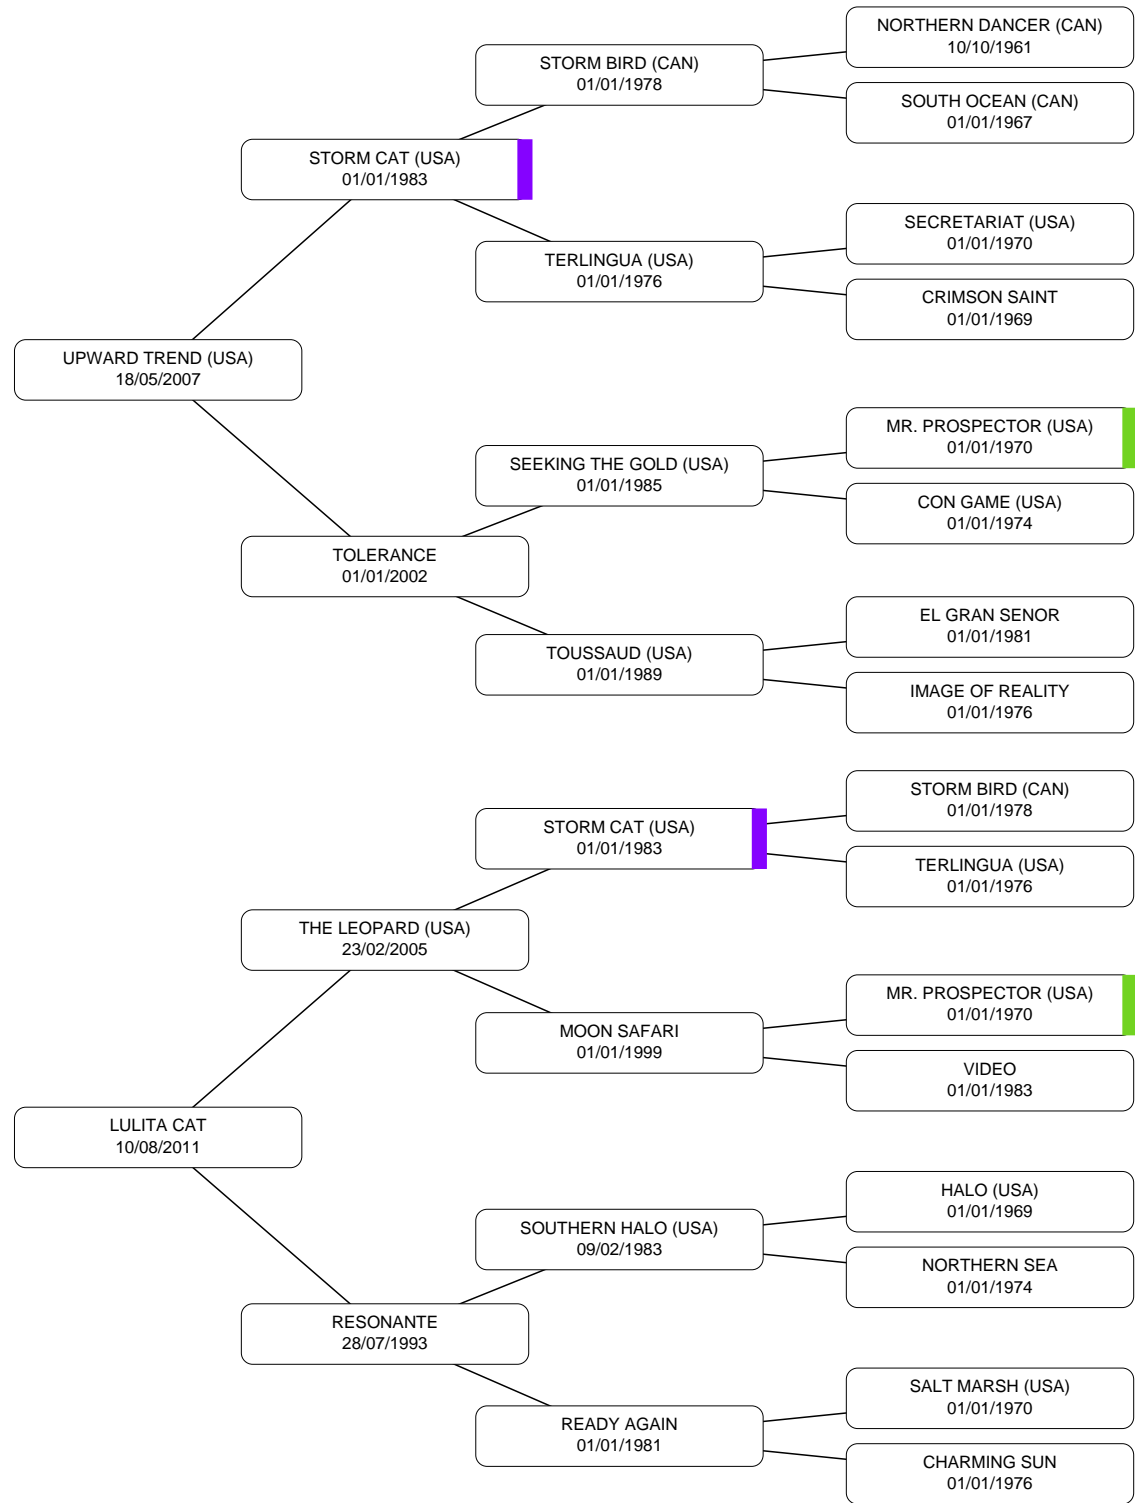 NORTHERN DANCER (CAN)
10/10/1961
STORM BIRD (CAN)
01/01/1978
SOUTH OCEAN (CAN)
01/01/1967
STORM CAT (USA)
01/01/1983
SECRETARIAT (USA)
01/01/1970
TERLINGUA (USA)
01/01/1976
CRIMSON SAINT
01/01/1969
UPWARD TREND (USA)
18/05/2007
MR. PROSPECTOR (USA)
01/01/1970
SEEKING THE GOLD (USA)
01/01/1985
CON GAME (USA)
01/01/1974
TOLERANCE
01/01/2002
EL GRAN SENOR
01/01/1981
TOUSSAUD (USA)
01/01/1989
IMAGE OF REALITY
01/01/1976
STORM BIRD (CAN)
01/01/1978
STORM CAT (USA)
01/01/1983
TERLINGUA (USA)
01/01/1976
THE LEOPARD (USA)
23/02/2005
MR. PROSPECTOR (USA)
01/01/1970
MOON SAFARI
01/01/1999
VIDEO
01/01/1983
LULITA CAT
10/08/2011
HALO (USA)
01/01/1969
SOUTHERN HALO (USA)
09/02/1983
NORTHERN SEA
01/01/1974
RESONANTE
28/07/1993
SALT MARSH (USA)
01/01/1970
READY AGAIN
01/01/1981
CHARMING SUN
01/01/1976